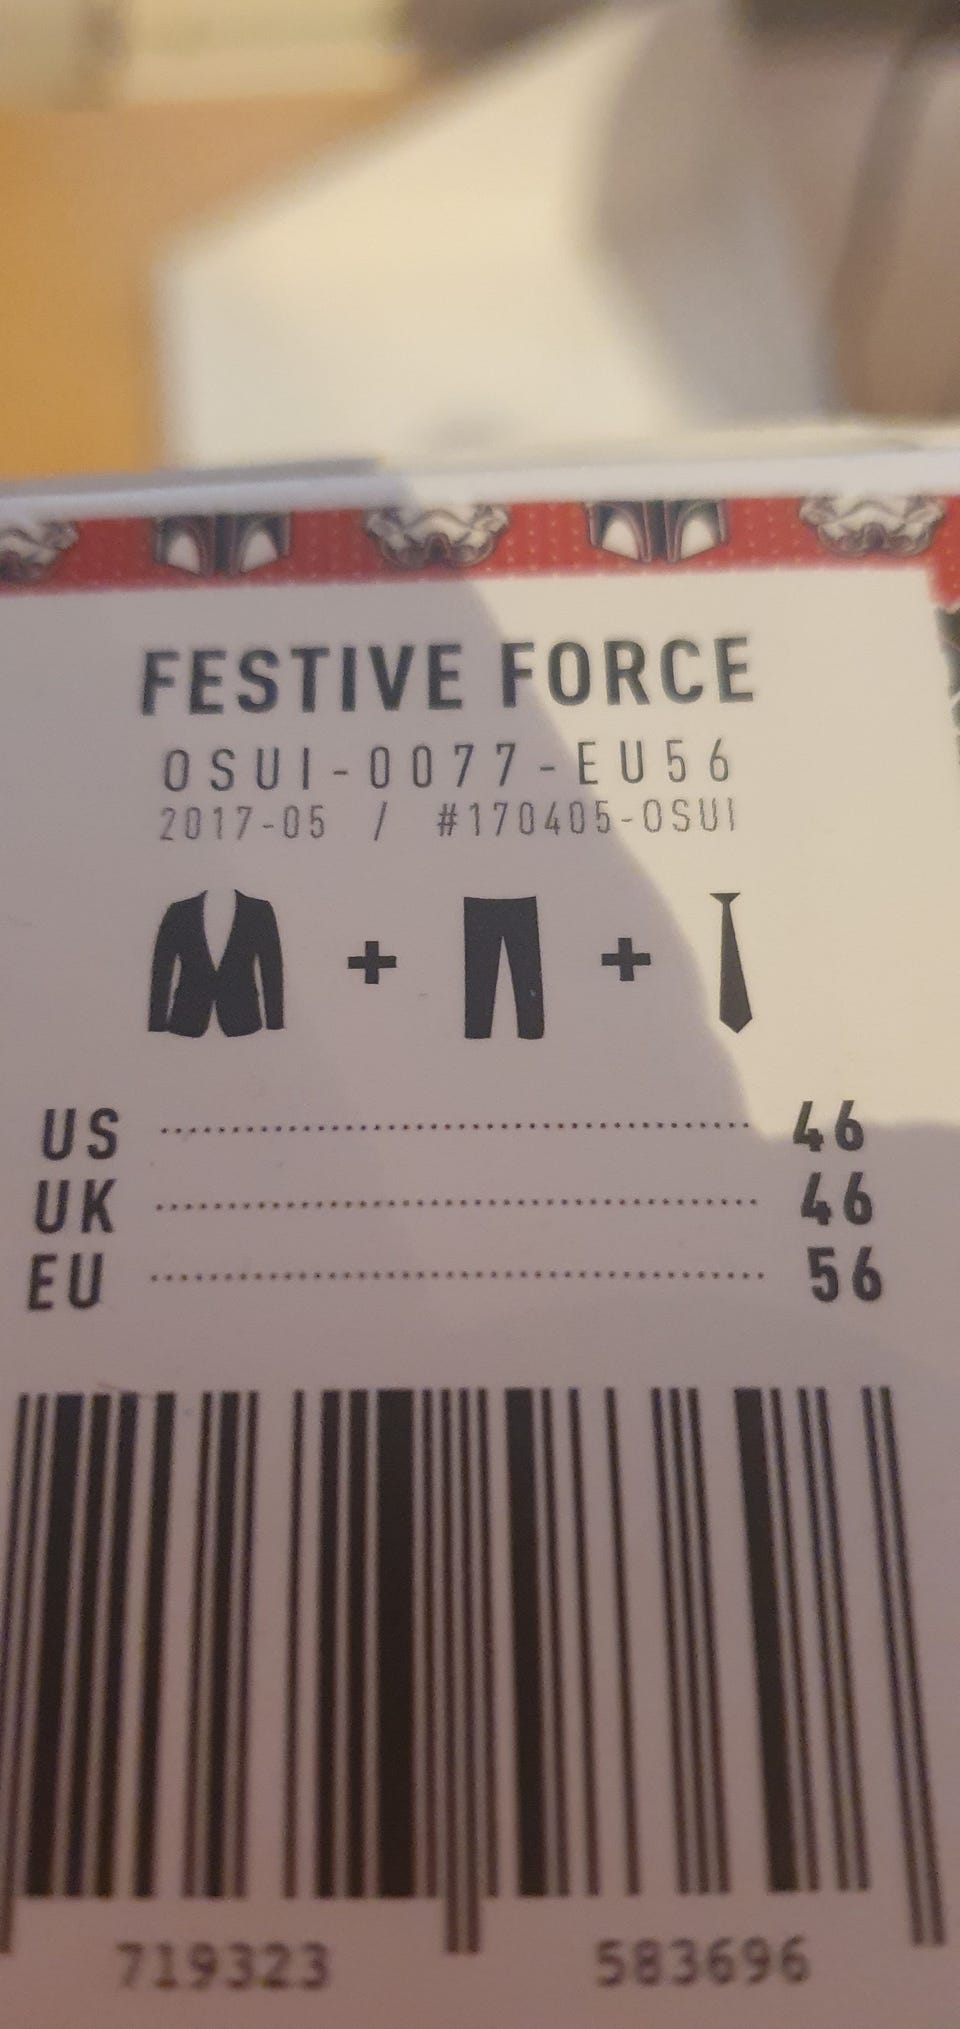 FESTIVE FORCE
OSUI-0077-EU56
2017-05 / #170405-OSUI
+ +
US 46
UK 46
EU 56
719323 583696